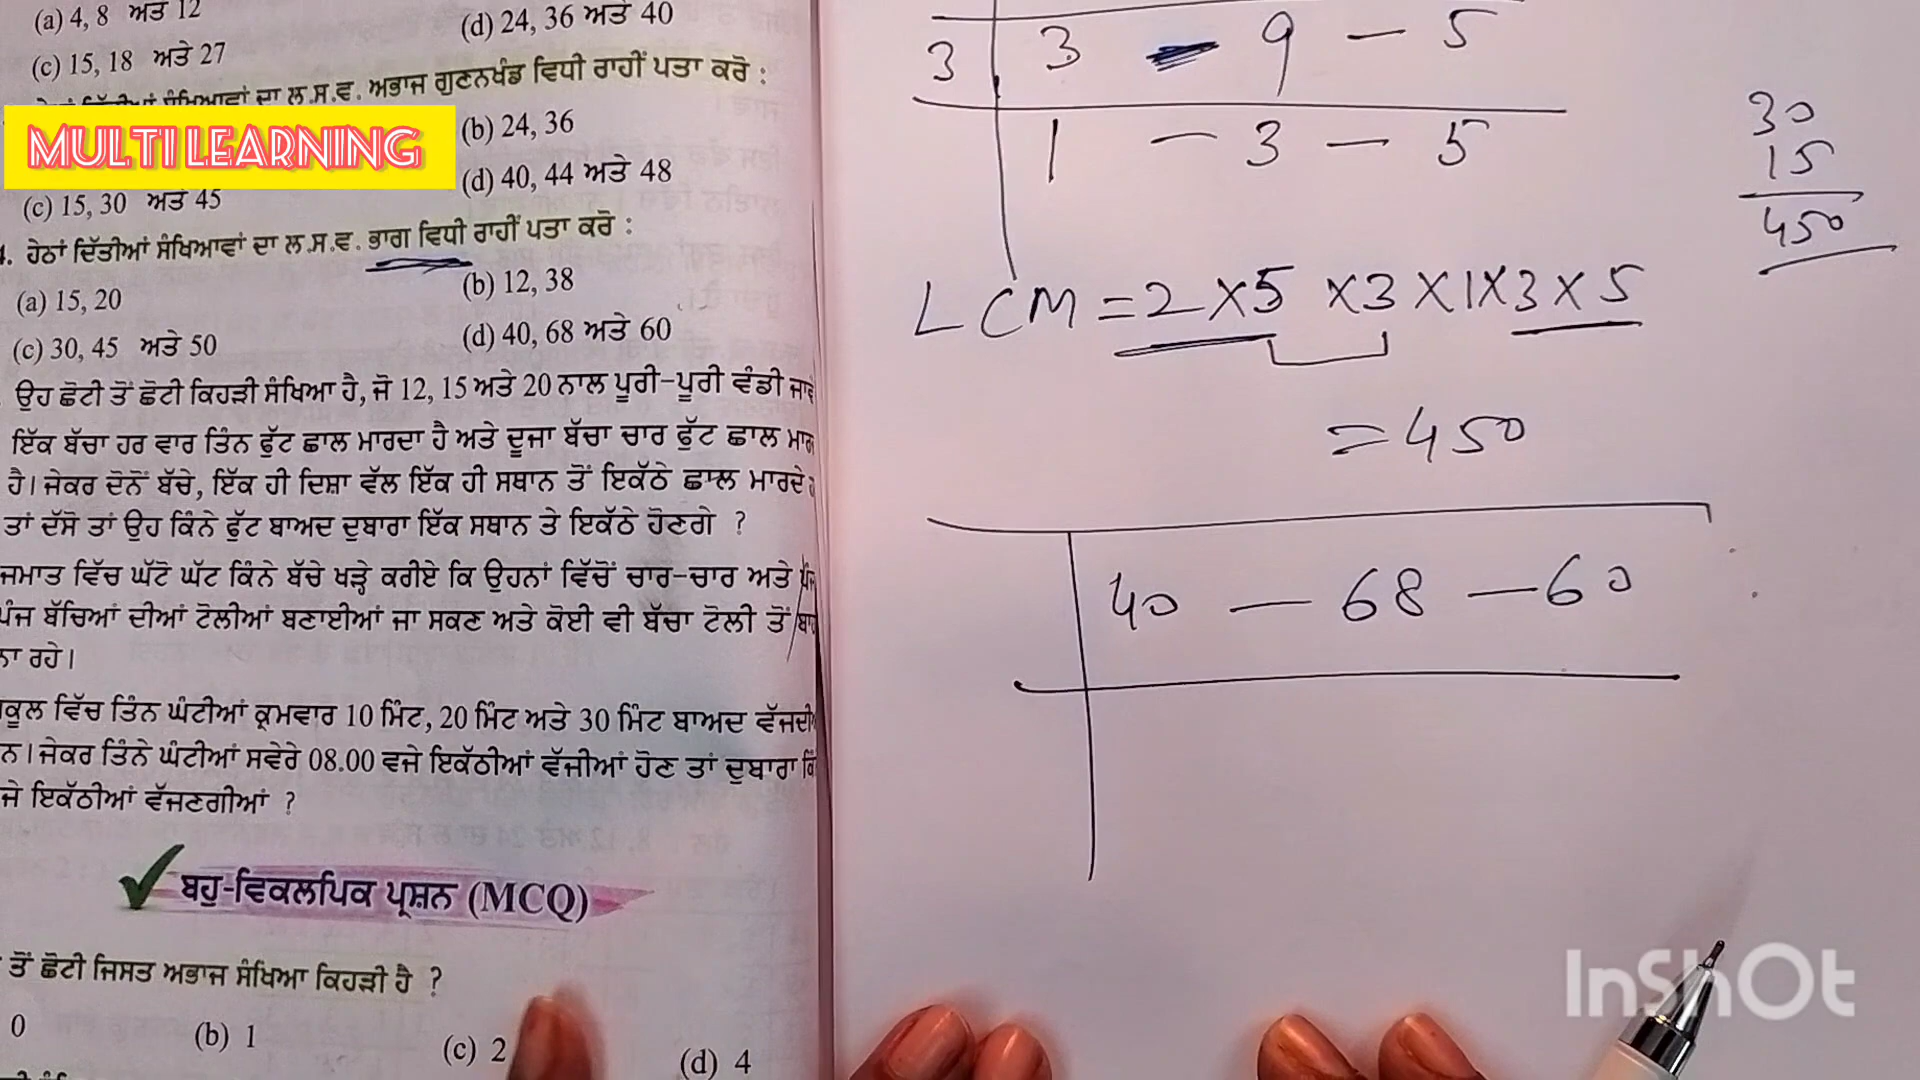 (a) 4, 8 ਅਤੇ 12
(d) 24, 36 ਅਤੇ 40
(c) 15, 18 ਅਤੇ 27
ਸੰਖਿਆਵਾਂ ਦਾ ਲ.ਸ.ਵ. ਅਭਾਜ ਗੁਣਨਖੰਡ ਵਿਧੀ ਰਾਹੀਂ ਪਤਾ ਕਰੋ :
MULTI LEARNING
(b) 24, 36
(d) 40, 44 ਅਤੇ 48
(c) 15, 30 ਅਤੇ 45
4. ਹੇਠਾਂ ਦਿੱਤੀਆਂ ਸੰਖਿਆਵਾਂ ਦਾ ਲ.ਸ.ਵ. ਭਾਗ ਵਿਧੀ ਰਾਹੀਂ ਪਤਾ ਕਰੋ :
(a) 15, 20
(b) 12, 38
(c) 30, 45 ਅਤੇ 50
(d) 40, 68 ਅਤੇ 60
ਉਹ ਛੋਟੀ ਤੋਂ ਛੋਟੀ ਕਿਹੜੀ ਸੰਖਿਆ ਹੈ, ਜੋ 12, 15 ਅਤੇ 20 ਨਾਲ ਪੂਰੀ-ਪੂਰੀ ਵੰਡੀ ਜਾਵੇ
ਇੱਕ ਬੱਚਾ ਹਰ ਵਾਰ ਤਿੰਨ ਫੁੱਟ ਛਾਲ ਮਾਰਦਾ ਹੈ ਅਤੇ ਦੂਜਾ ਬੱਚਾ ਚਾਰ ਫੁੱਟ ਛਾਲ
ਹੈ। ਜੇਕਰ ਦੋਨੋਂ ਬੱਚੇ, ਇੱਕ ਹੀ ਦਿਸ਼ਾ ਵੱਲ ਇੱਕ ਹੀ ਸਥਾਨ ਤੋਂ ਇਕੱਠੇ ਛਾਲ ਮਾਰਦੇ
ਤਾਂ ਦੱਸੋ ਤਾਂ ਉਹ ਕਿੰਨੇ ਫੁੱਟ ਬਾਅਦ ਦੁਬਾਰਾ ਇੱਕ ਸਥਾਨ ਤੇ ਇਕੱਠੇ ਹੋਣਗੇ ?
ਜਮਾਤ ਵਿੱਚ ਘੱਟੋ ਘੱਟ ਕਿੰਨੇ ਬੱਚੇ ਖੜ੍ਹੇ ਕਰੀਏ ਕਿ ਉਹਨਾਂ ਵਿੱਚੋਂ ਚਾਰ-ਚਾਰ ਅਤੇ
ਪੰਜ ਬੱਚਿਆਂ ਦੀਆਂ ਟੋਲੀਆਂ ਬਣਾਈਆਂ ਜਾ ਸਕਣ ਅਤੇ ਕੋਈ ਵੀ ਬੱਚਾ ਟੋਲੀ ਤੋਂ
ਨਾ ਰਹੇ।
ਵਿੱਚ ਤਿੰਨ ਘੰਟੀਆਂ ਕ੍ਰਮਵਾਰ 10 ਮਿੰਟ, 20 ਮਿੰਟ ਅਤੇ 30 ਮਿੰਟ ਬਾਅਦ
ਨ। ਜੇਕਰ ਤਿੰਨੇ ਘੰਟੀਆਂ ਸਵੇਰੇ 08.00 ਵਜੇ ਇਕੱਠੀਆਂ ਵੱਜੀਆਂ ਹੋਣ ਤਾਂ ਦੁਬਾਰਾ
ਜੇ ਇਕੱਠੀਆਂ ਵੱਜਣਗੀਆਂ ?
ਬਹੁ-ਵਿਕਲਪਿਕ ਪ੍ਰਸ਼ਨ (MCQ)
ਤੋਂ ਛੋਟੀ ਜਿਸਤ ਅਭਾਜ ਸੰਖਿਆ ਕਿਹੜੀ ਹੈ ?
0
(b) 1
(c) 2
(d) 4
3 3 9 — 5
1 — 3 — 5
30
15
450
LCM = 2 × 5 × 3 × 1 × 3 × 5
= 450
40 — 68 — 60
InShOt